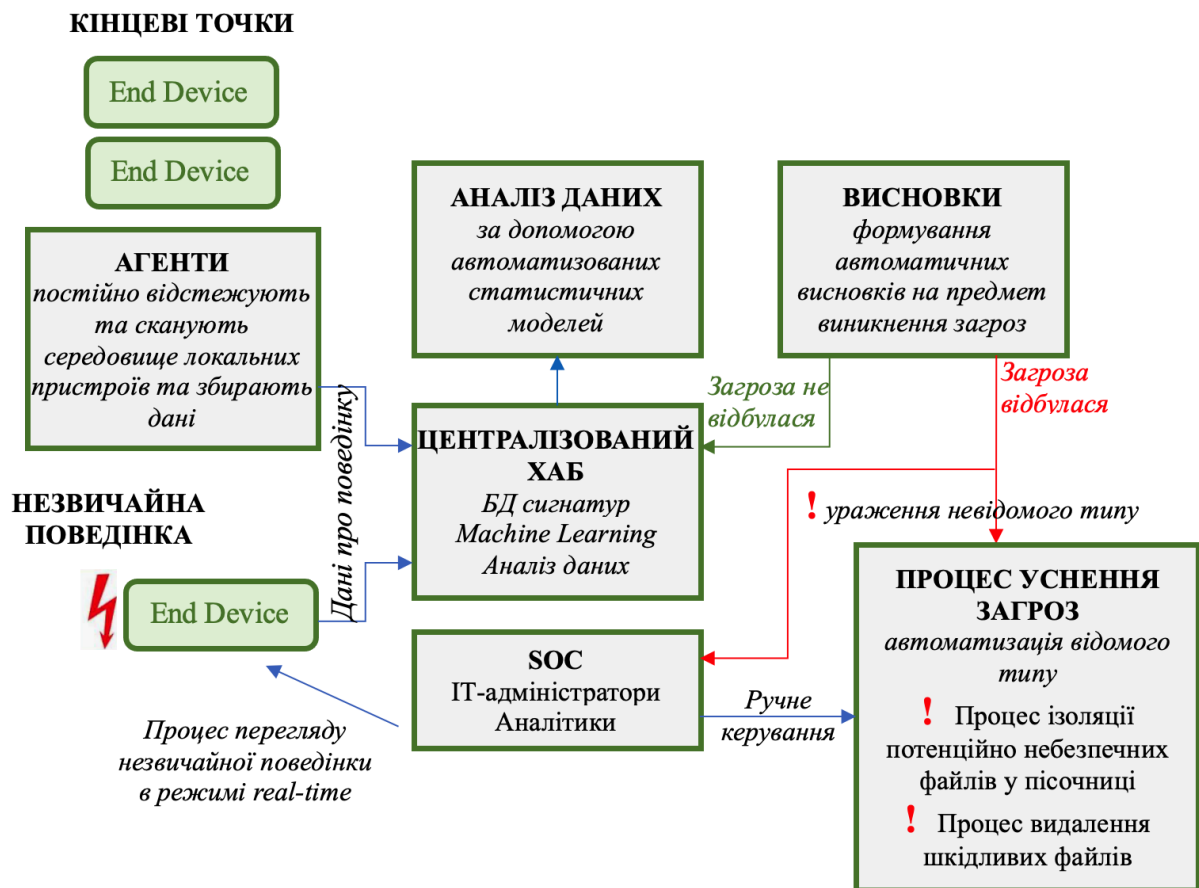 КІНЦЕВІ ТОЧКИ
End Device
End Device
АГЕНТИ
постійно відстежують
та сканують
середовище локальних
пристроїв та збирають
дані
АНАЛІЗ ДАНИХ
за допомогою
автоматизованих
статистичних
моделей
ВИСНОВКИ
формування
автоматичних
висновків на предмет
виникнення загроз
Загроза не
відбулася
Загроза
відбулася
Дані про поведінку
ЦЕНТРАЛІЗОВАНИЙ
ХАБ
БД сигнатур
Machine Learning
Аналіз даних
НЕЗВИЧАЙНА
ПОВЕДІНКА
End Device
! ураження невідомого типу
SOC
ІТ-адміністратори
Аналітики
Ручне
керування
Процес перегляду
незвичайної поведінки
в режимі real-time
ПРОЦЕС УСНЕННЯ
ЗАГРОЗ
автоматизація відомого
типу
! Процес ізоляції
потенційно небезпечних
файлів у пісочниці
! Процес видалення
шкідливих файлів